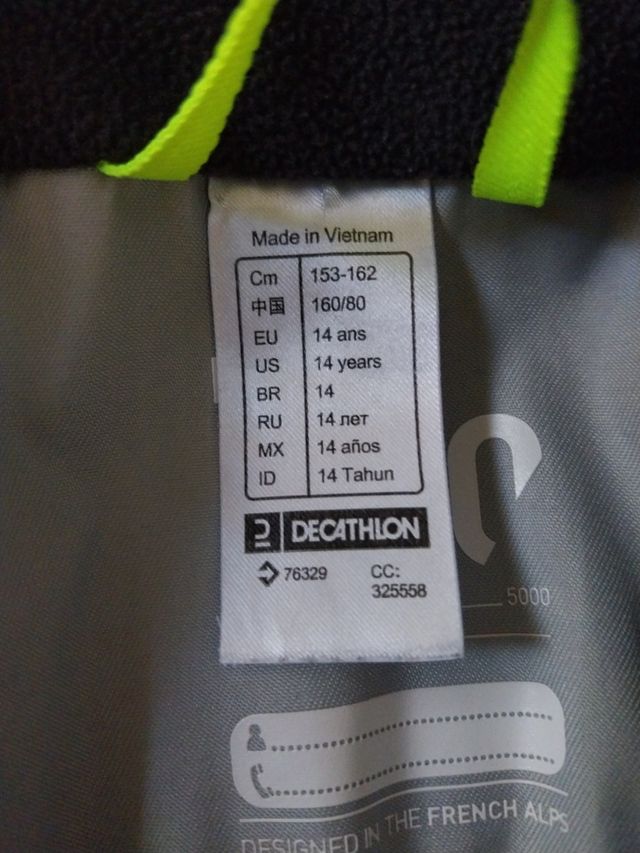 Made in Vietnam
Cm 153-162
中国 160/80
EU 14 ans
US 14 years
BR 14
RU 14 лет
MX 14 años
ID 14 Tahun
DECATHLON
76329 CC:
325558
5000
DESIGNED IN THE FRENCH ALPS